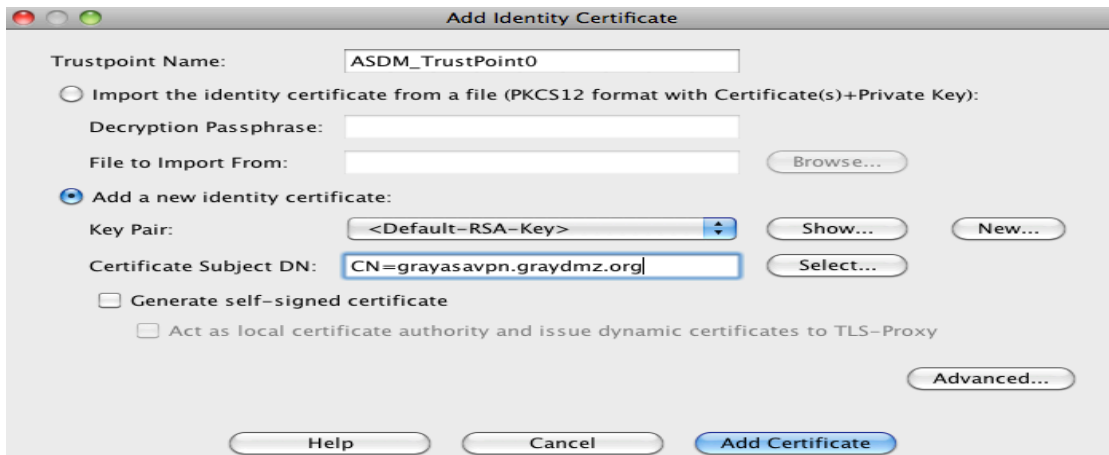 Add Identity Certificate
Trustpoint Name: ASDM_TrustPoint0
Import the identity certificate from a file (PKCS12 format with Certificate(s)+Private Key):
Decryption Passphrase:
File to Import From: Browse...
Add a new identity certificate:
Key Pair: <Default-RSA-Key> Show... New...
Certificate Subject DN: CN=grayasavpn.graydmz.org Select...
Generate self-signed certificate
Act as local certificate authority and issue dynamic certificates to TLS-Proxy
Advanced...
Help Cancel Add Certificate